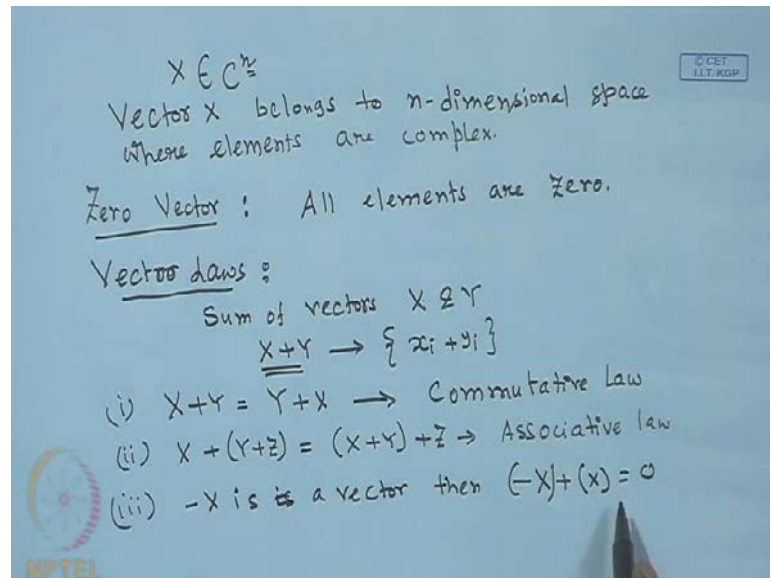 X ∈ Cⁿ
© CET
I.I.T. KGP
Vector X belongs to n-dimensional space
where elements are complex.
Zero Vector : All elements are zero.
Vector Laws :
Sum of vectors X & Y
X+Y → { xi + yi }
(i) X+Y = Y+X → Commutative Law
(ii) X + (Y+Z) = (X+Y) + Z → Associative law
(iii) -X is is a vector then (-X)+(x) = 0
NPTEL